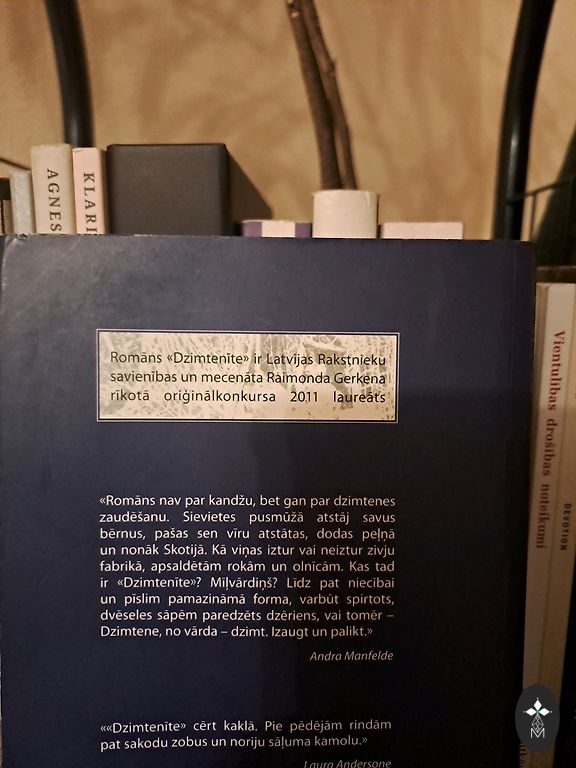 AGNES
KLARI
Romāns «Dzimtenīte» ir Latvijas Rakstnieku
savienības un mecenāta Raimonda Gerķena
rīkotā oriģinālkonkursa 2011 laureāts
«Romāns nav par kandžu, bet gan par dzimtenes
zaudēšanu. Sievietes pusmūžā atstāj savus
bērnus, pašas sen vīru atstātas, dodas peļņā
un nonāk Skotijā. Kā viņas iztur vai neiztur zivju
fabrikā, apsaldētām rokām un olnīcām. Kas tad
ir «Dzimtenīte»? Mīļvārdiņš? Līdz pat niecībai
un pīslim pamazināmā forma, varbūt spirtots,
dvēseles sāpēm paredzēts dzēriens, vai tomēr –
Dzimtene, no vārda – dzimt. Izaugt un palikt.»
Andra Manfelde
««Dzimtenīte» cērt kaklā. Pie pēdējām rindām
pat sakodu zobus un noriju sāļuma kamolu.»
Laura Andersone
Vientulības drošības noteikumi
DEVOTION
M